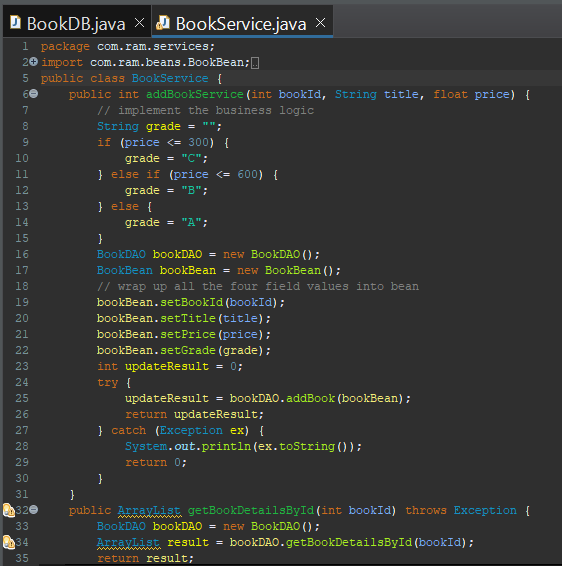 BookDB.java BookService.java
1 package com.ram.services;
2 import com.ram.beans.BookBean;
5 public class BookService {
6     public int addBookService(int bookId, String title, float price) {
7         // implement the business logic
8         String grade = "";
9         if (price <= 300) {
10             grade = "C";
11         } else if (price <= 600) {
12             grade = "B";
13         } else {
14             grade = "A";
15         }
16         BookDAO bookDAO = new BookDAO();
17         BookBean bookBean = new BookBean();
18         // wrap up all the four field values into bean
19         bookBean.setBookId(bookId);
20         bookBean.setTitle(title);
21         bookBean.setPrice(price);
22         bookBean.setGrade(grade);
23         int updateResult = 0;
24         try {
25             updateResult = bookDAO.addBook(bookBean);
26             return updateResult;
27         } catch (Exception ex) {
28             System.out.println(ex.toString());
29             return 0;
30         }
31     }
32     public ArrayList getBookDetailsById(int bookId) throws Exception {
33         BookDAO bookDAO = new BookDAO();
34         ArrayList result = bookDAO.getBookDetailsById(bookId);
35         return result;